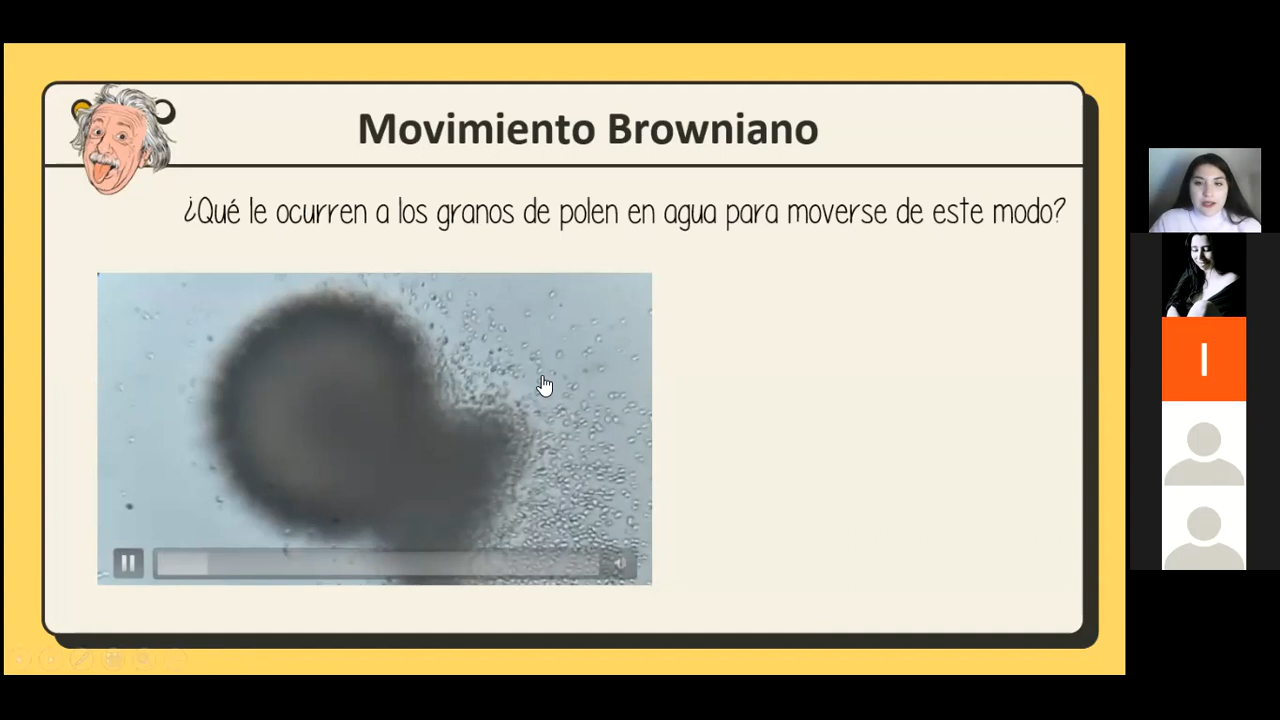 Movimiento Browniano
¿Qué le ocurren a los granos de polen en agua para moverse de este modo?
I